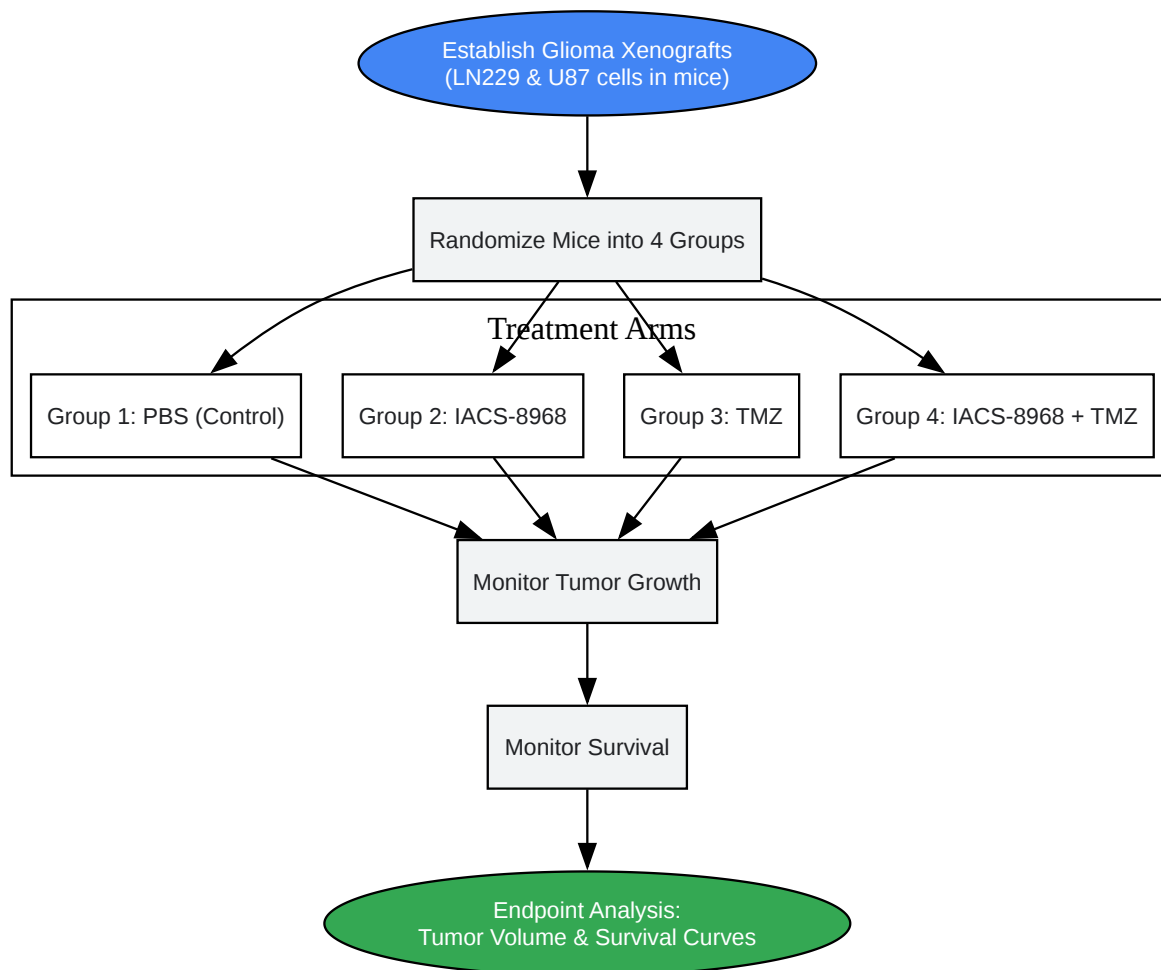 Establish Glioma Xenografts
(LN229 & U87 cells in mice)
Randomize Mice into 4 Groups
Treatment Arms
Group 1: PBS (Control)
Group 2: IACS-8968
Group 3: TMZ
Group 4: IACS-8968 + TMZ
Monitor Tumor Growth
Monitor Survival
Endpoint Analysis:
Tumor Volume & Survival Curves